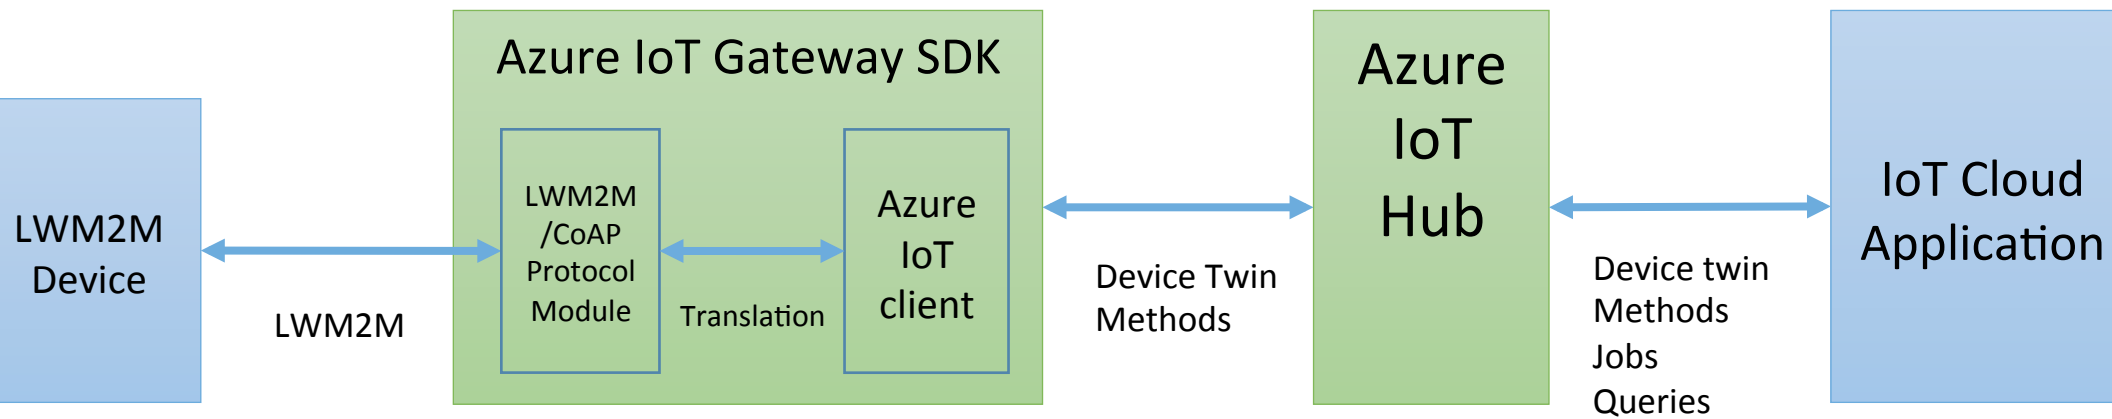 LWM2M
Device
LWM2M
Azure IoT Gateway SDK
LWM2M
/CoAP
Protocol
Module
Translation
Azure
IoT
client
Device Twin
Methods
Azure
IoT
Hub
Device twin
Methods
Jobs
Queries
IoT Cloud
Application